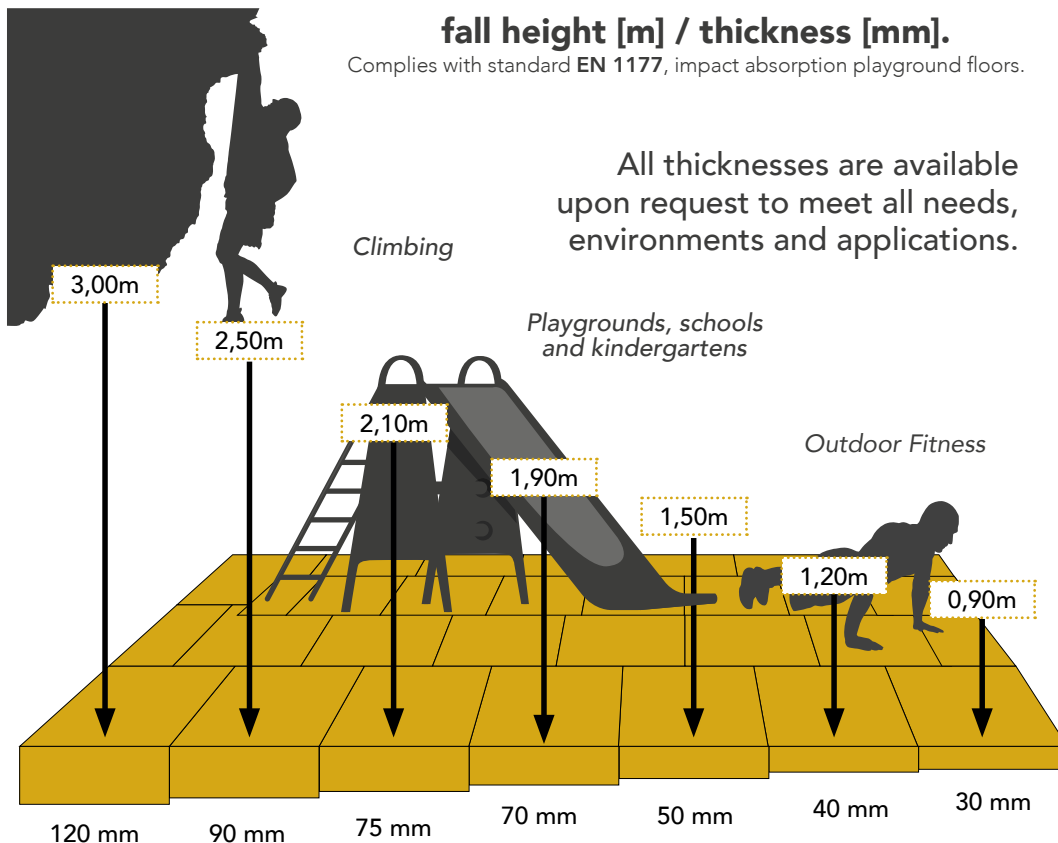 fall height [m] / thickness [mm].
Complies with standard EN 1177, impact absorption playground floors.
All thicknesses are available
upon request to meet all needs,
environments and applications.
Climbing
3,00m
2,50m
Playgrounds, schools
and kindergartens
2,10m
1,90m
Outdoor Fitness
1,50m
1,20m
0,90m
120 mm
90 mm
75 mm
70 mm
50 mm
40 mm
30 mm